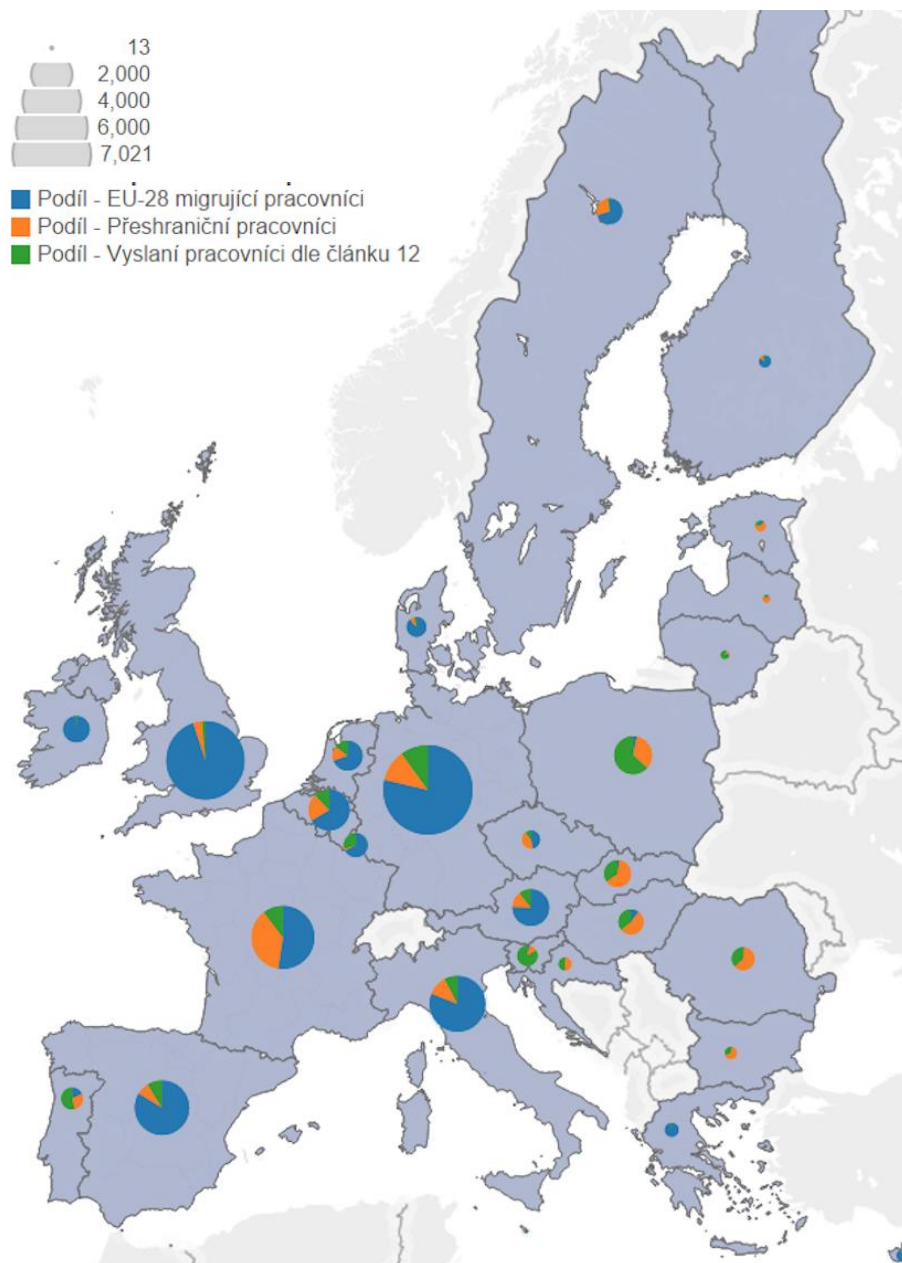 13
2,000
4,000
6,000
7,021
Podíl - EU-28 migrující pracovníci
Podíl - Přeshraniční pracovníci
Podíl - Vyslaní pracovníci dle článku 12